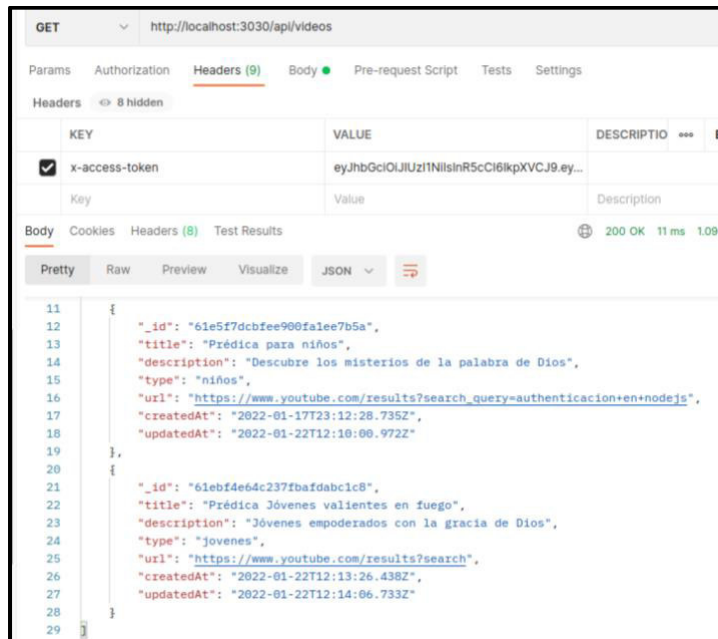 GET http://localhost:3030/api/videos
Params Authorization Headers (9) Body Pre-request Script Tests Settings
Headers 8 hidden
KEY VALUE DESCRIPTIO
x-access-token eyJhbGciOiJIUzI1NiIsInR5cCI6IkpXVCJ9.ey...
Key Value Description
Body Cookies Headers (8) Test Results 200 OK 11 ms 1.09
Pretty Raw Preview Visualize JSON
11 {
12 "_id": "61e5f7dcbfee900fa1ee7b5a",
13 "title": "Prédica para niños",
14 "description": "Descubre los misterios de la palabra de Dios",
15 "type": "niños",
16 "url": "https://www.youtube.com/results?search_query=authenticacion+en+nodejs",
17 "createdAt": "2022-01-17T23:12:28.735Z",
18 "updatedAt": "2022-01-22T12:10:00.972Z"
19 },
20 {
21 "_id": "61ebf4e64c237fbafdabc1c8",
22 "title": "Prédica Jóvenes valientes en fuego",
23 "description": "Jóvenes empoderados con la gracia de Dios",
24 "type": "jovenes",
25 "url": "https://www.youtube.com/results?search",
26 "createdAt": "2022-01-22T12:13:26.438Z",
27 "updatedAt": "2022-01-22T12:14:06.733Z"
28 }
29 ]